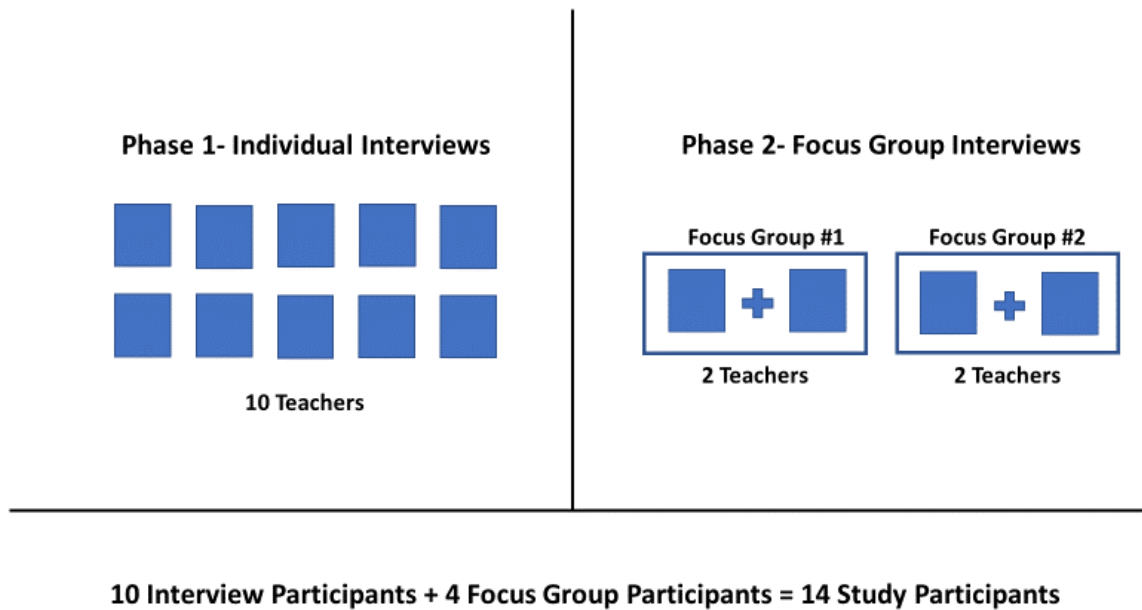 Phase 1- Individual Interviews
10 Teachers
Phase 2- Focus Group Interviews
Focus Group #1
2 Teachers
Focus Group #2
2 Teachers
10 Interview Participants + 4 Focus Group Participants = 14 Study Participants